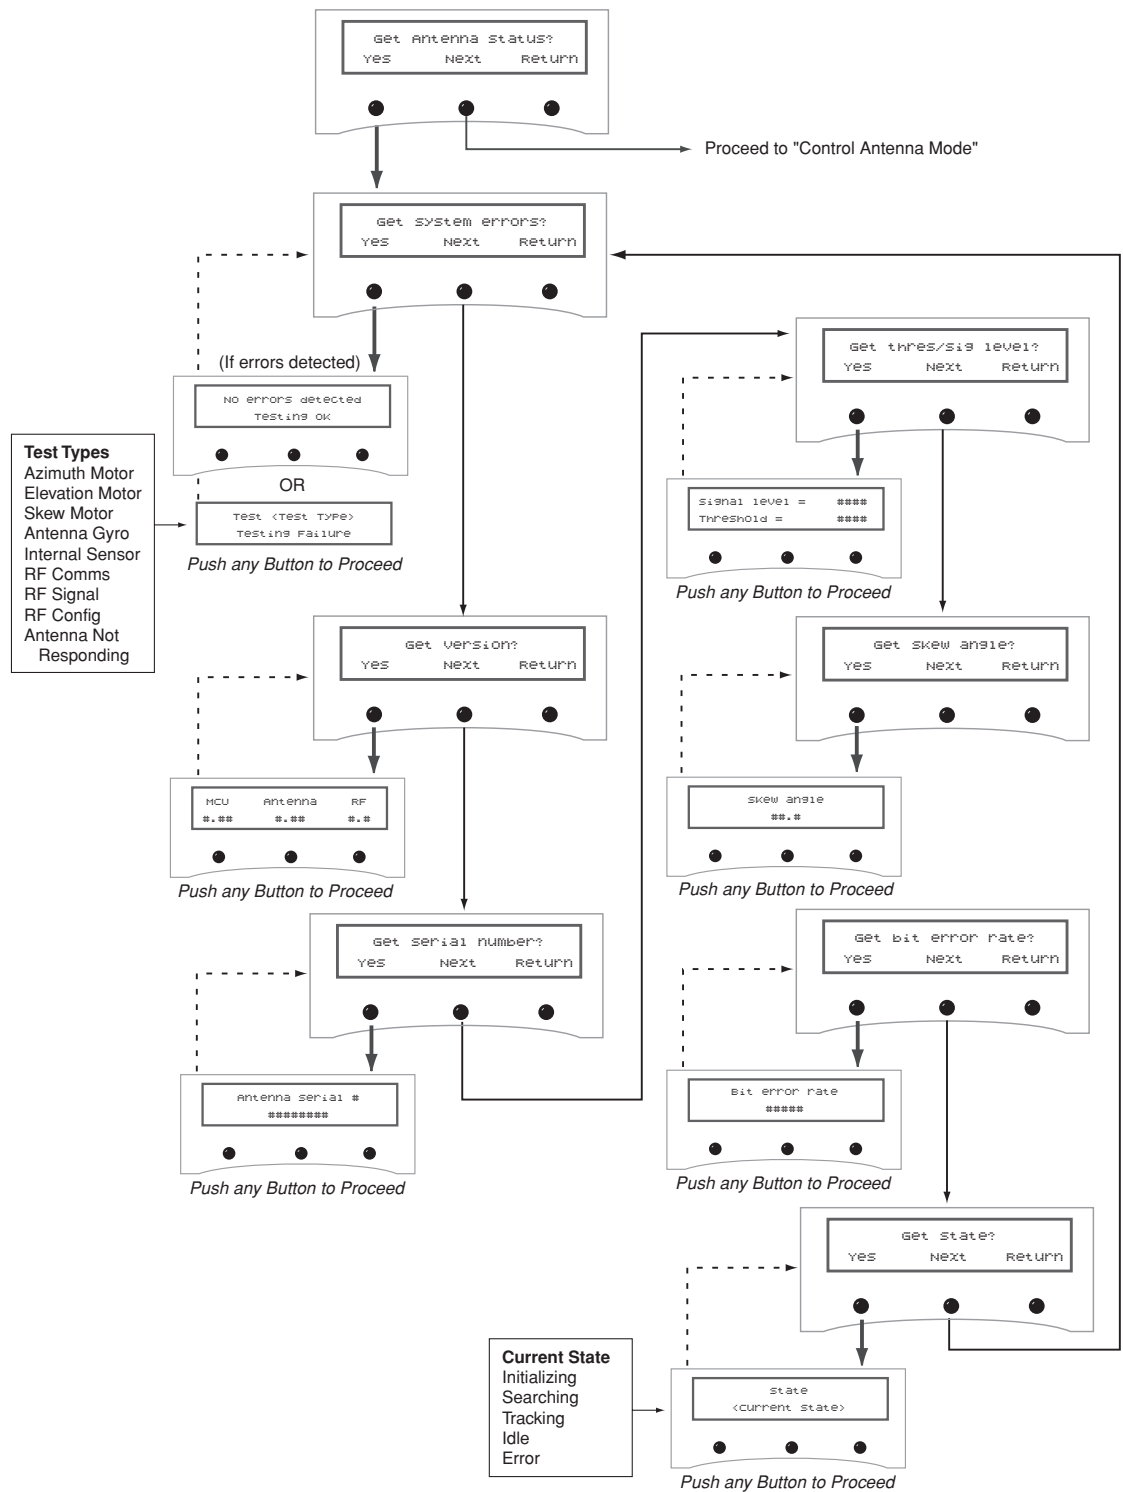 Get Antenna Status?
Yes Next Return
Proceed to "Control Antenna Mode"
Get system errors?
Yes Next Return
(If errors detected)
No errors detected
Testing OK
OR
Test <Test Type>
Testing Failure
Push any Button to Proceed
Test Types
Azimuth Motor
Elevation Motor
Skew Motor
Antenna Gyro
Internal Sensor
RF Comms
RF Signal
RF Config
Antenna Not
Responding
Get Version?
Yes Next Return
MCU Antenna RF
#.## #.## #.#
Push any Button to Proceed
Get serial number?
Yes Next Return
Antenna Serial #
########
Push any Button to Proceed
Get thres/sig level?
Yes Next Return
Signal level = ####
Threshold = ####
Push any Button to Proceed
Get skew angle?
Yes Next Return
Skew angle
##.#
Push any Button to Proceed
Get bit error rate?
Yes Next Return
Bit error rate
#####
Push any Button to Proceed
Get state?
Yes Next Return
Current State
Initializing
Searching
Tracking
Idle
Error
State
<Current State>
Push any Button to Proceed